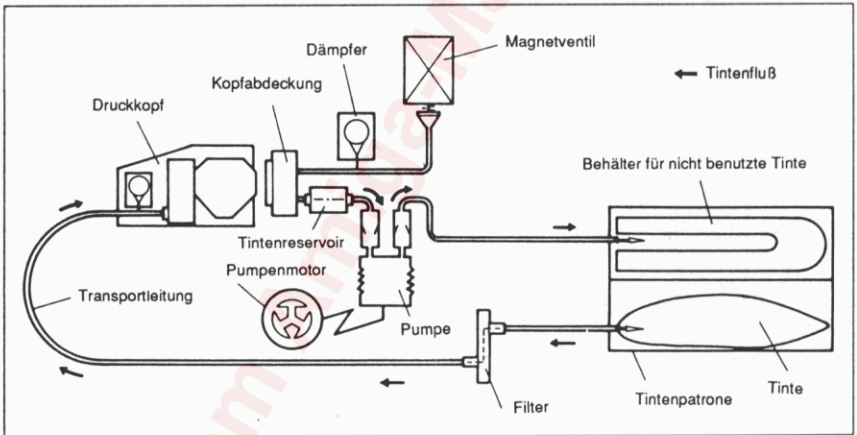 Magnetventil
Dämpfer
Tintenfluß
Kopfabdeckung
Druckkopf
Behälter für nicht benutzte Tinte
Tintenreservoir
Pumpenmotor
Transportleitung
Pumpe
Tinte
Tintenpatrone
Filter